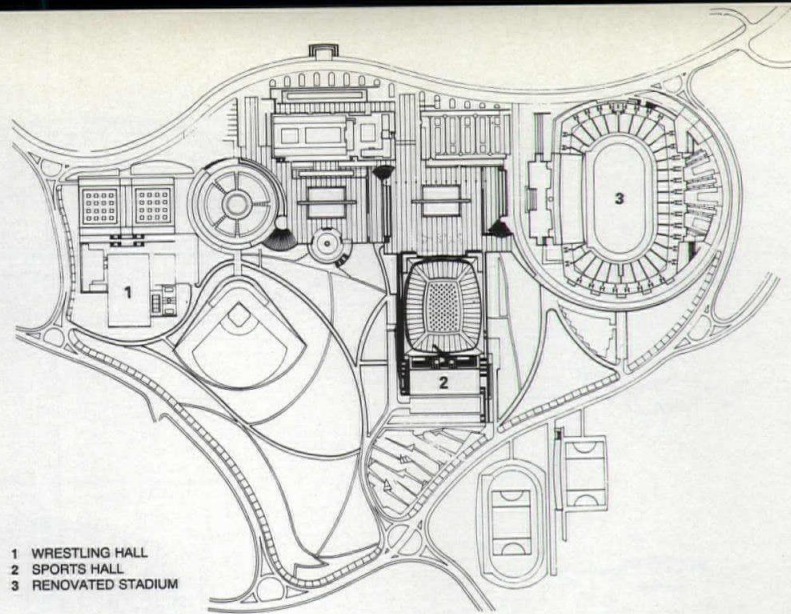 3
1
2
1 WRESTLING HALL
2 SPORTS HALL
3 RENOVATED STADIUM